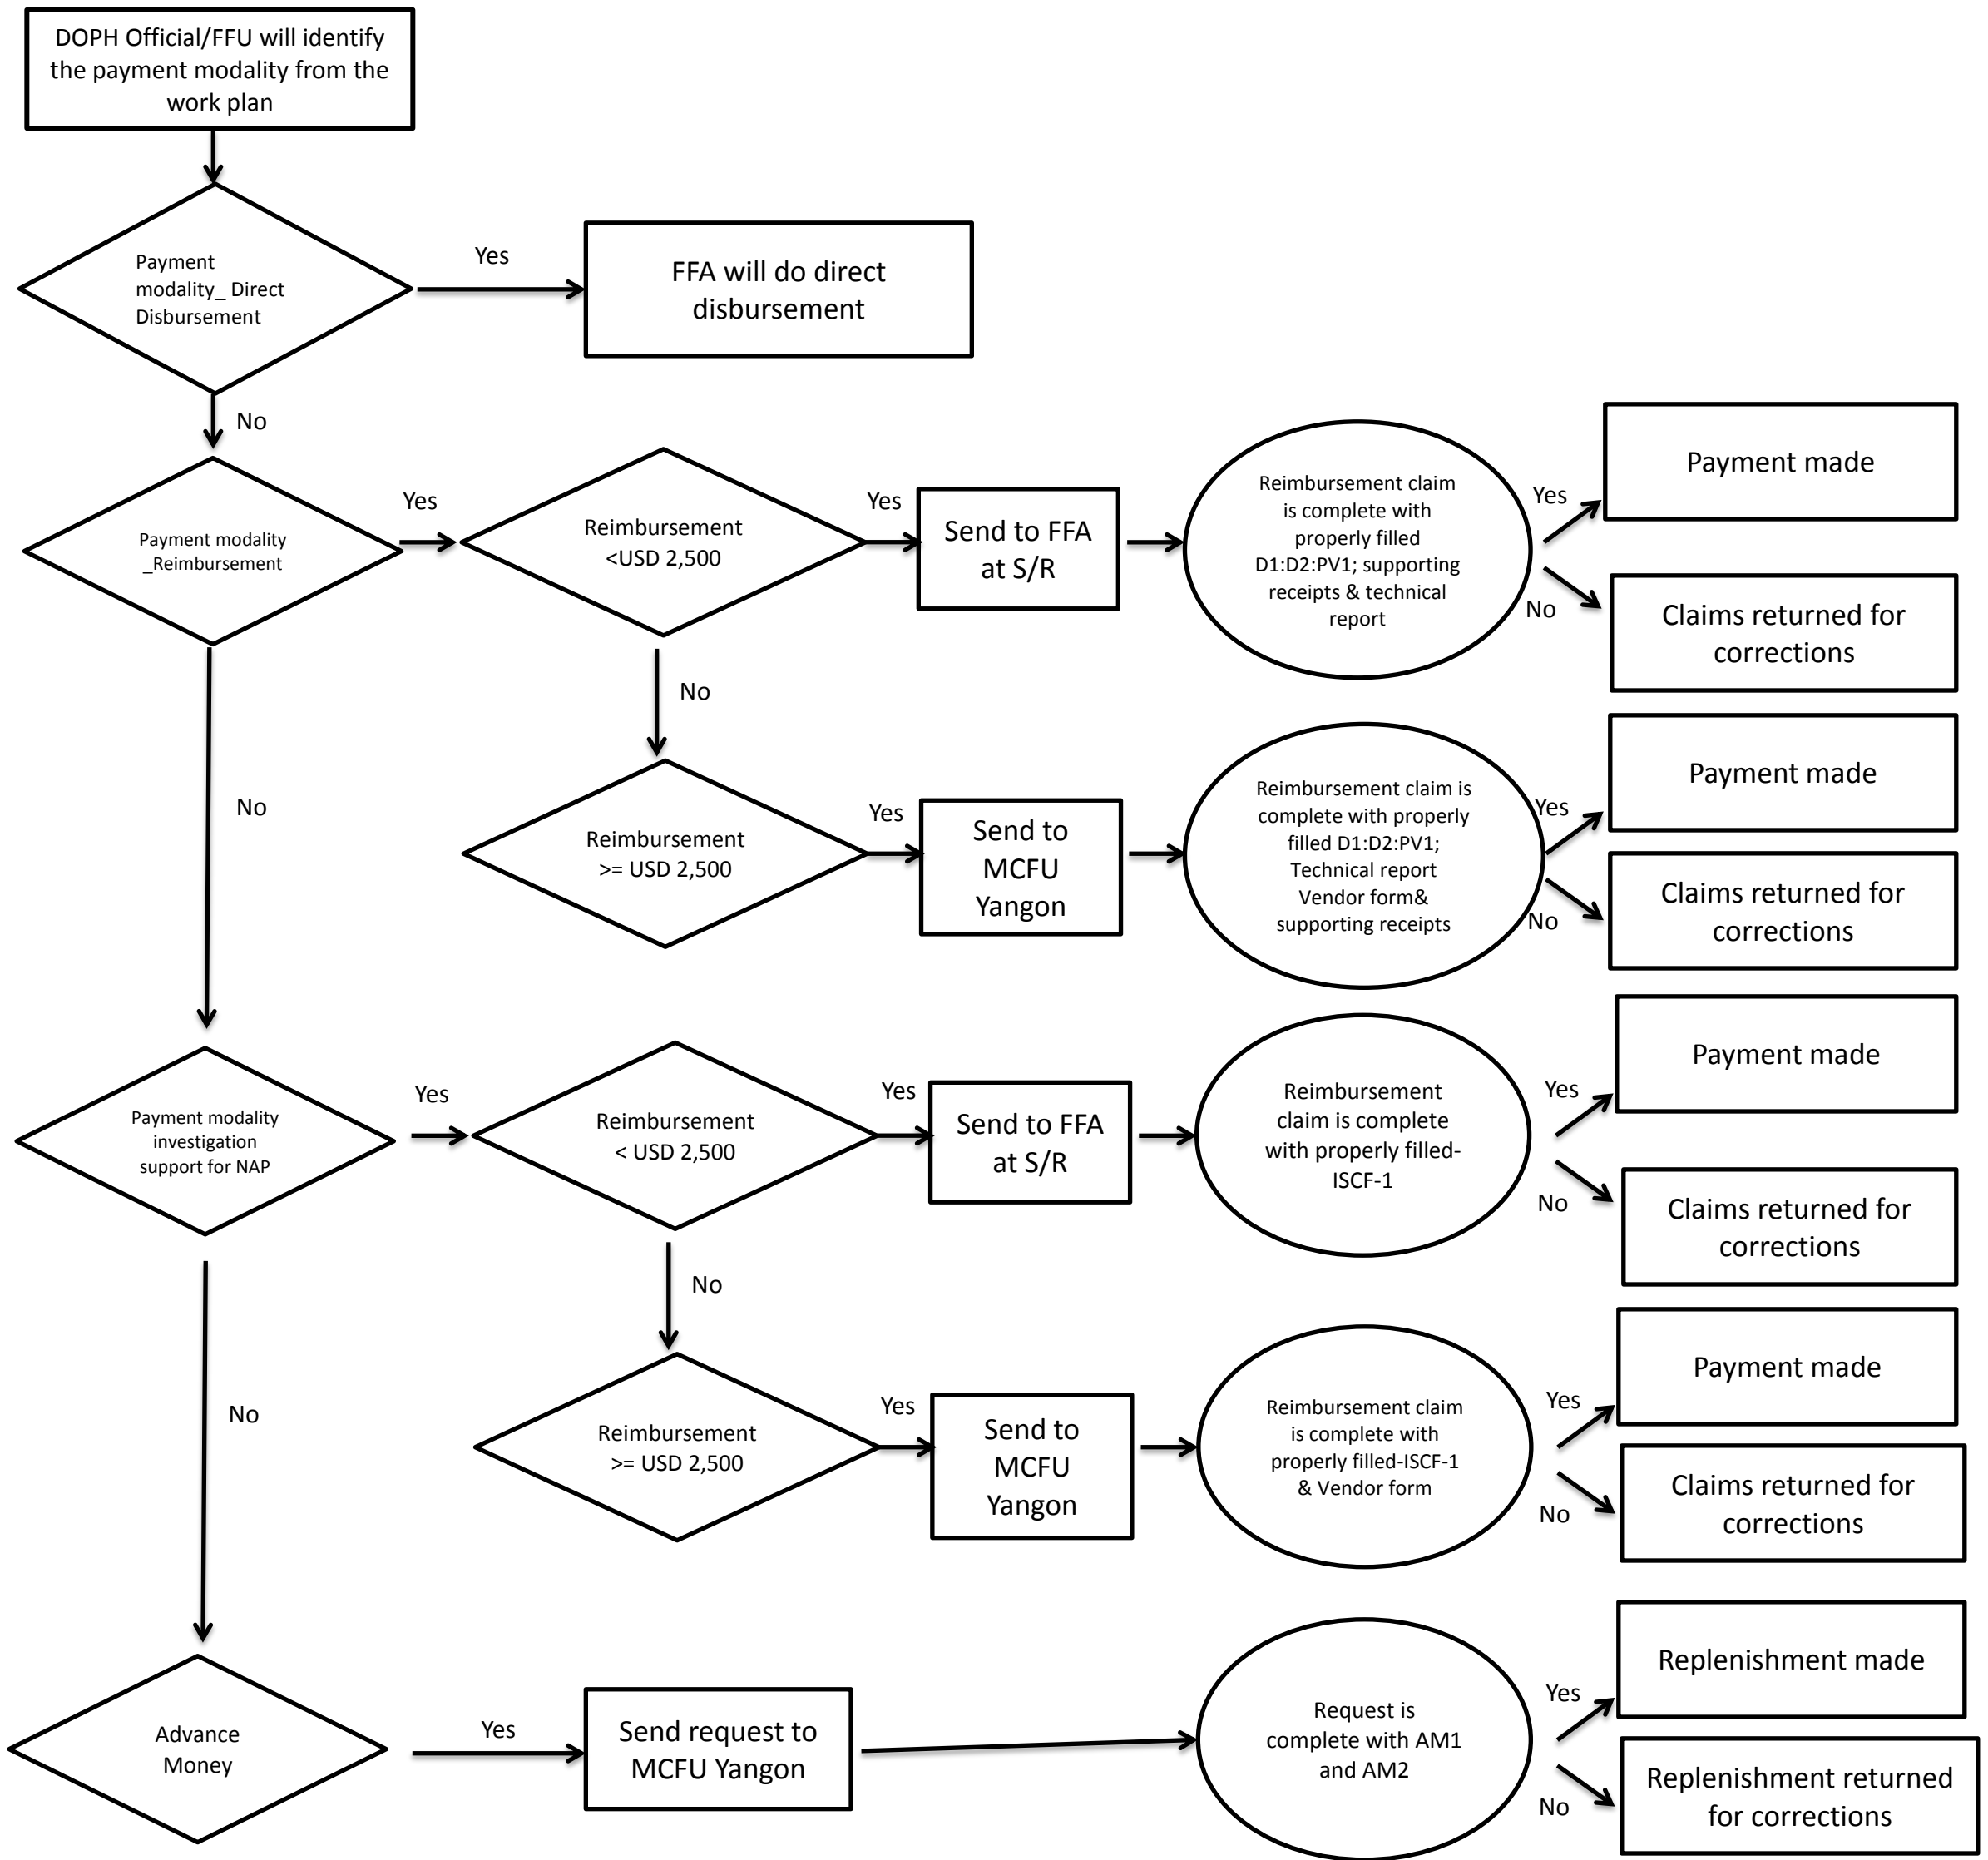 DOPH Official/FFU will identify
the payment modality from the
work plan
Payment
modality_ Direct
Disbursement
Yes
FFA will do direct
disbursement
No
Payment modality
_Reimbursement
Yes
Reimbursement
<USD 2,500
Yes
Send to FFA
at S/R
Reimbursement claim
is complete with
properly filled
D1:D2:PV1; supporting
receipts & technical
report
Yes
Payment made
No
Claims returned for
corrections
No
No
Reimbursement
>= USD 2,500
Yes
Send to
MCFU
Yangon
Reimbursement claim is
complete with properly
filled D1:D2:PV1;
Technical report
Vendor form&
supporting receipts
Yes
Payment made
No
Claims returned for
corrections
Payment modality
investigation
support for NAP
Yes
Reimbursement
< USD 2,500
Yes
Send to FFA
at S/R
Reimbursement
claim is complete
with properly filled-
ISCF-1
Yes
Payment made
No
Claims returned for
corrections
No
No
Reimbursement
>= USD 2,500
Yes
Send to
MCFU
Yangon
Reimbursement claim
is complete with
properly filled-ISCF-1
& Vendor form
Yes
Payment made
No
Claims returned for
corrections
Advance
Money
Yes
Send request to
MCFU Yangon
Request is
complete with AM1
and AM2
Yes
Replenishment made
No
Replenishment returned
for corrections